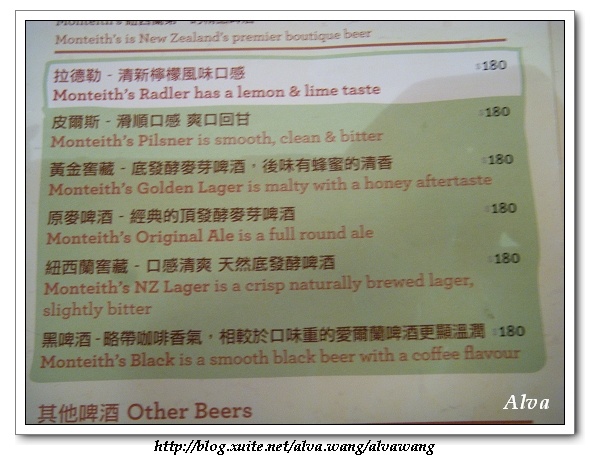 Monteith's is New Zealand's premier boutique beer
拉德勒 - 清新檸檬風味口感 $180
Monteith's Radler has a lemon & lime taste
皮爾斯 - 滑順口感 爽口回甘 $180
Monteith's Pilsner is smooth, clean & bitter
黃金窖藏 - 底發酵麥芽啤酒，後味有蜂蜜的清香 $180
Monteith's Golden Lager is malty with a honey aftertaste
原麥啤酒 - 經典的頂發酵麥芽啤酒 $180
Monteith's Original Ale is a full round ale
紐西蘭窖藏 - 口感清爽 天然底發酵啤酒 $180
Monteith's NZ Lager is a crisp naturally brewed lager,
slightly bitter
黑啤酒 - 略帶咖啡香氣，相較於口味重的愛爾蘭啤酒更顯溫潤 $180
Monteith's Black is a smooth black beer with a coffee flavour
其他啤酒 Other Beers
Alva
http://blog.xuite.net/alva.wang/alvawang